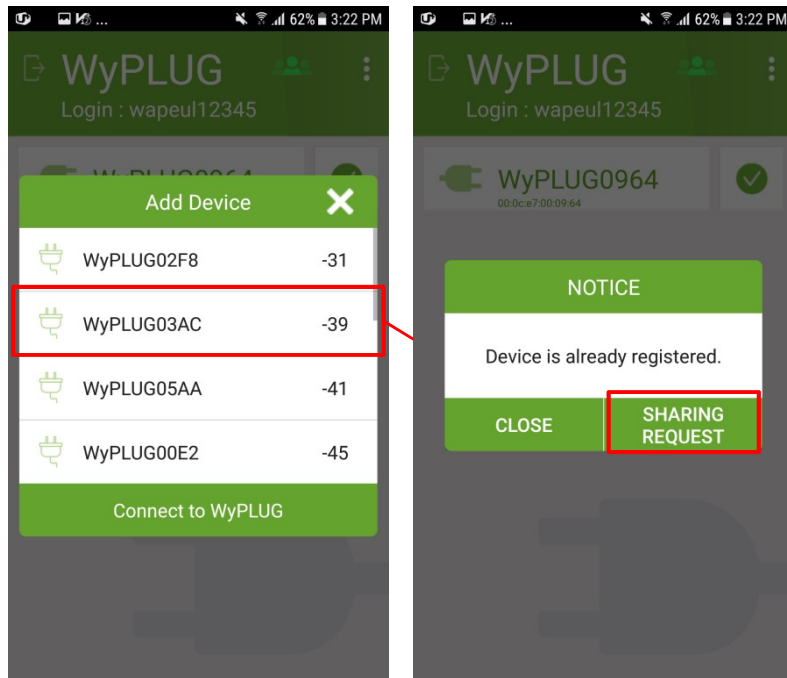 ... 62% 3:22 PM
WyPLUG
Login : wapeul12345
Add Device
WyPLUG02F8 -31
WyPLUG03AC -39
WyPLUG05AA -41
WyPLUG00E2 -45
Connect to WyPLUG
... 62% 3:22 PM
WyPLUG
Login : wapeul12345
WyPLUG0964
00:0c:e7:00:09:64
NOTICE
Device is already registered.
CLOSE
SHARING
REQUEST